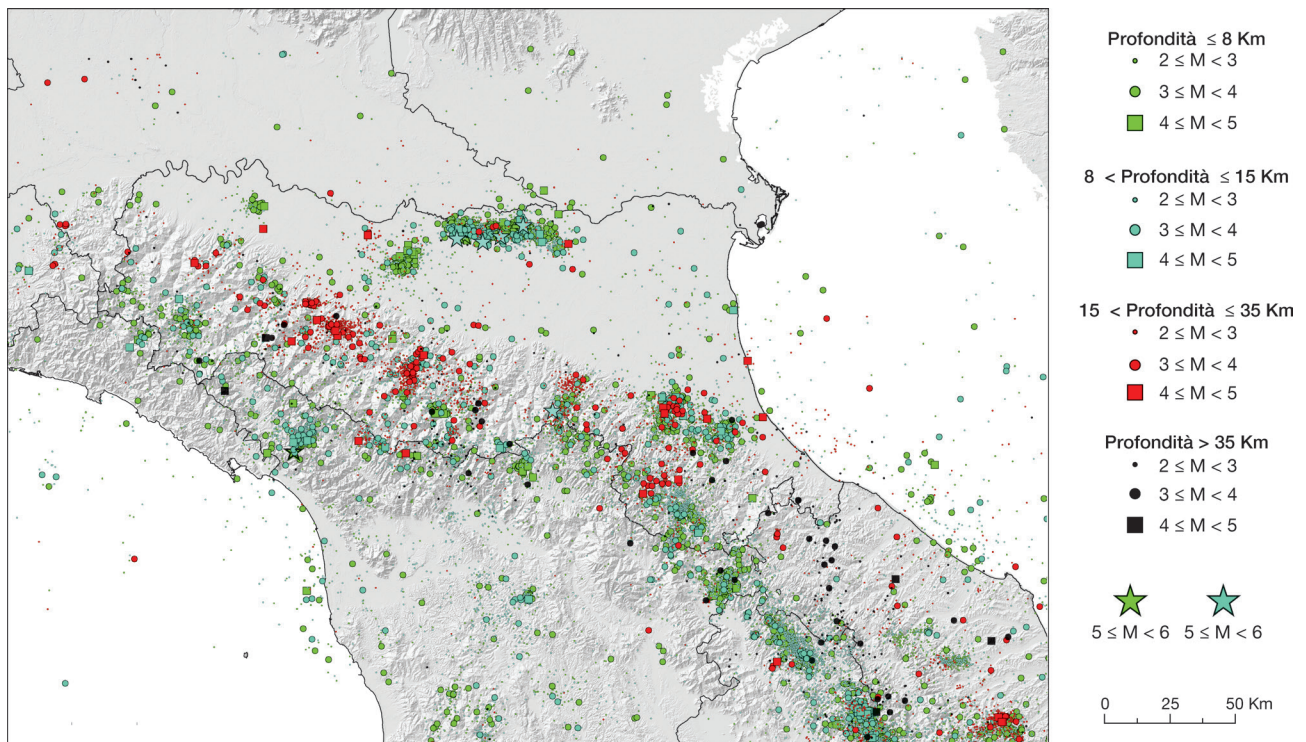 Profondità ≤ 8 Km
2 ≤ M < 3
3 ≤ M < 4
4 ≤ M < 5
8 < Profondità ≤ 15 Km
2 ≤ M < 3
3 ≤ M < 4
4 ≤ M < 5
15 < Profondità ≤ 35 Km
2 ≤ M < 3
3 ≤ M < 4
4 ≤ M < 5
Profondità > 35 Km
2 ≤ M < 3
3 ≤ M < 4
4 ≤ M < 5
5 ≤ M < 6 5 ≤ M < 6
0 25 50 Km